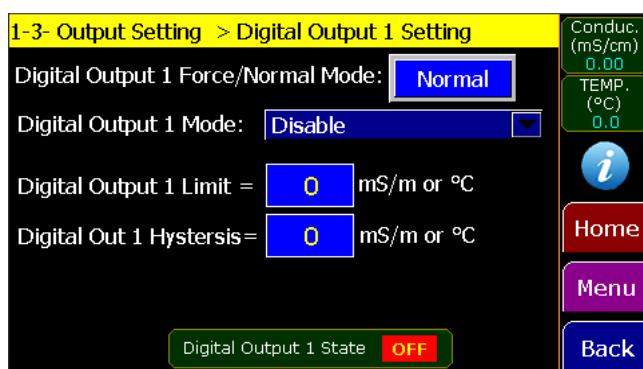 1-3- Output Setting > Digital Output 1 Setting
Digital Output 1 Force/Normal Mode: Normal
Digital Output 1 Mode: Disable
Digital Output 1 Limit = 0 mS/m or °C
Digital Out 1 Hystersis= 0 mS/m or °C
Digital Output 1 State OFF
Conduc.
(mS/cm)
0.00
TEMP.
(°C)
0.0
i
Home
Menu
Back